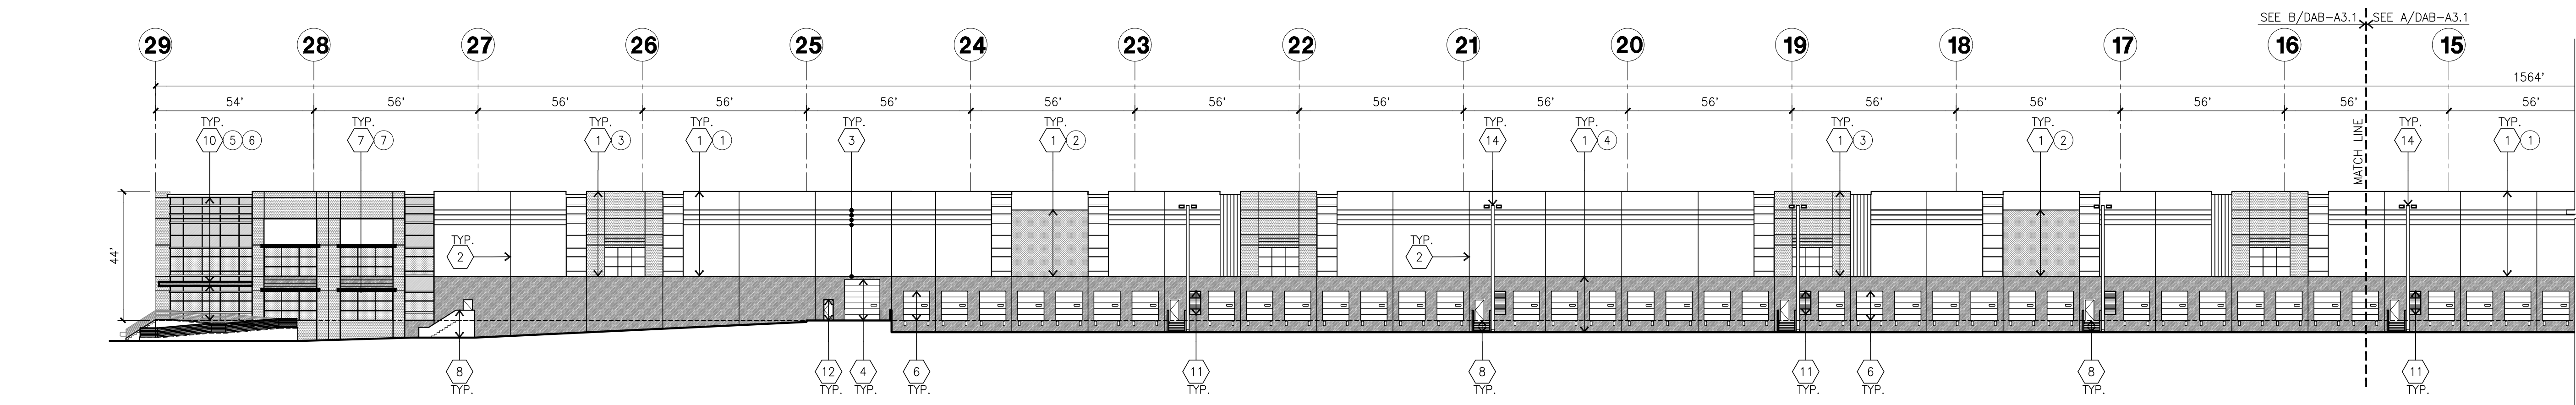 SEE B/DAB-A3.1 SEE A/DAB-A3.1
29 28 27 26 25 24 23 22 21 20 19 18 17 16 15
1564'
54' 56' 56' 56' 56' 56' 56' 56' 56' 56' 56' 56' 56' 56' 56'
TYP. TYP. TYP. TYP. TYP. TYP. TYP. TYP. TYP. TYP. TYP. TYP.
10 5 6 7 7 1 3 1 1 3 1 2 14 1 4 1 3 1 2 14 1 1
MATCH LINE
44'
TYP. TYP.
2 2
8 12 4 6 11 8 11 6 8 11
TYP. TYP. TYP. TYP. TYP. TYP. TYP. TYP. TYP. TYP.